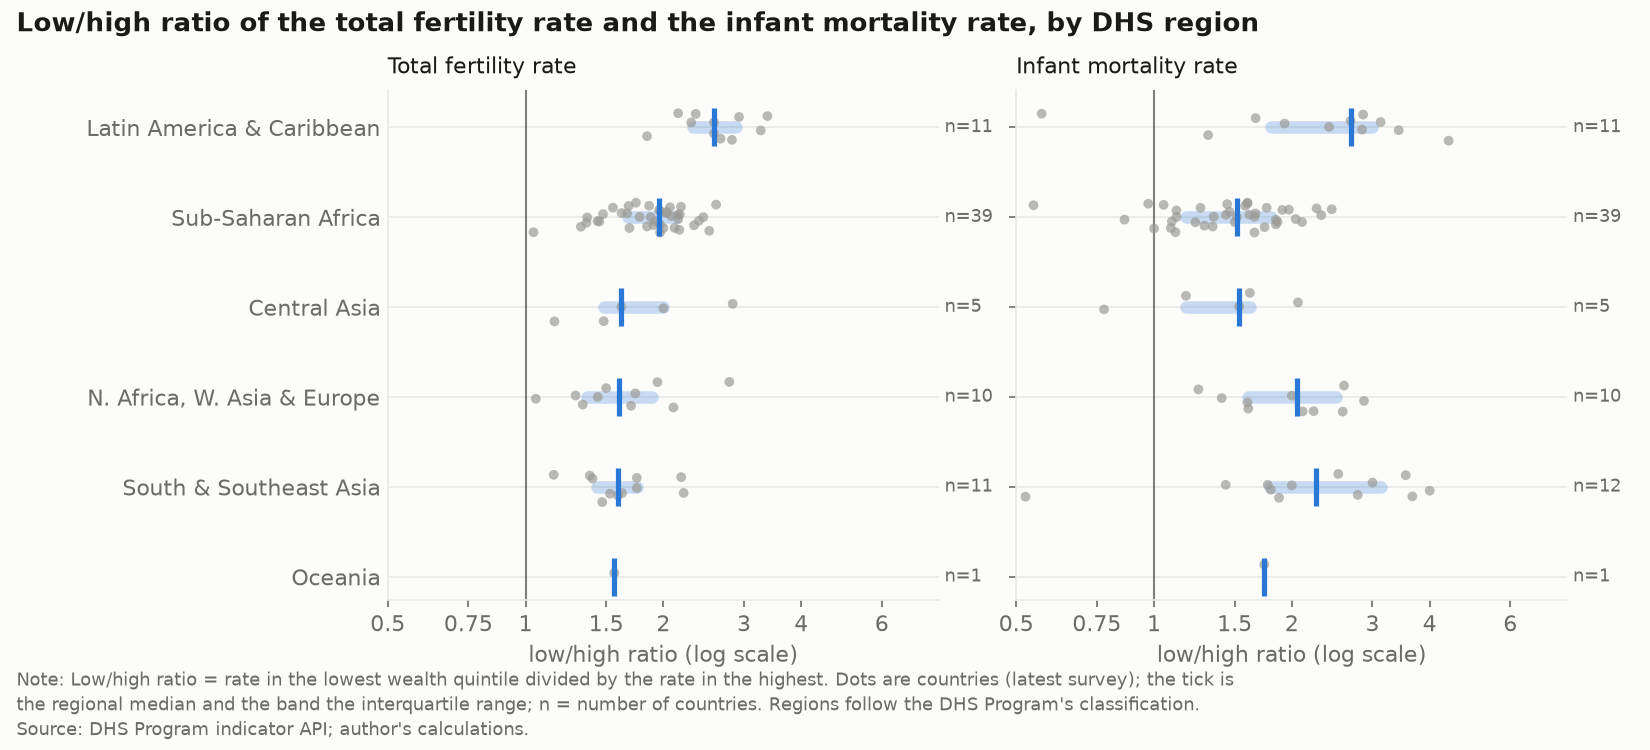 Low/high ratio of the total fertility rate and the infant mortality rate, by DHS region
Total fertility rate
Infant mortality rate
Latin America & Caribbean
n=11
n=11
Sub-Saharan Africa
n=39
n=39
Central Asia
n=5
n=5
N. Africa, W. Asia & Europe
n=10
n=10
South & Southeast Asia
n=11
n=12
Oceania
n=1
n=1
0.5 0.75 1 1.5 2 3 4 6
0.5 0.75 1 1.5 2 3 4 6
low/high ratio (log scale)
low/high ratio (log scale)
Note: Low/high ratio = rate in the lowest wealth quintile divided by the rate in the highest. Dots are countries (latest survey); the tick is
the regional median and the band the interquartile range; n = number of countries. Regions follow the DHS Program's classification.
Source: DHS Program indicator API; author's calculations.